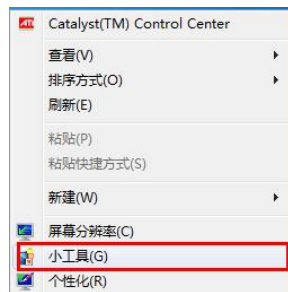 ATI Catalyst(TM) Control Center
查看(V)
排序方式(O)
刷新(E)
粘贴(P)
粘贴快捷方式(S)
新建(W)
屏幕分辨率(C)
小工具(G)
个性化(R)